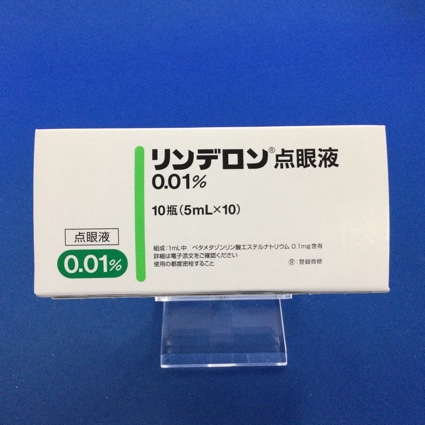 リンデロン®点眼液
0.01%
10瓶(5mL×10)
点眼液
0.01%
組成:1mL中 ベタメタゾンリン酸エステルナトリウム 0.1mg含有
詳細は電子添文をご確認ください
使用の都度密栓すること
®:登録商標